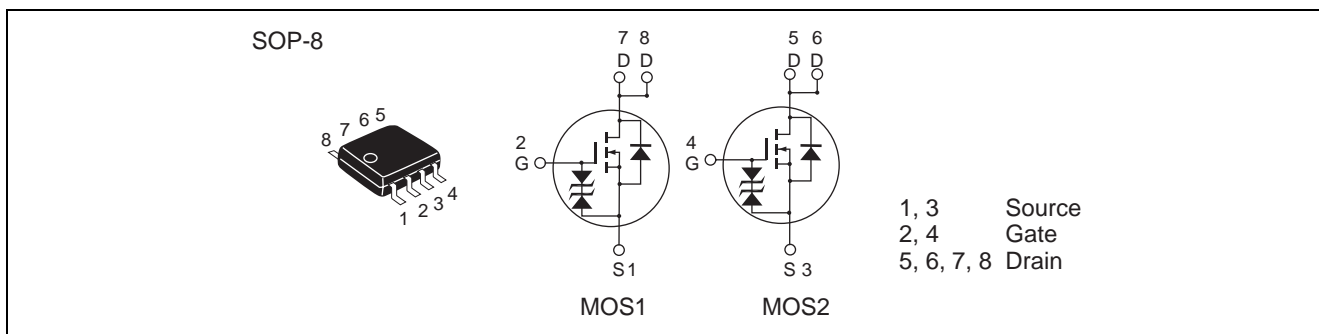 SOP-8
8 7 6 5
1 2 3 4
7 8
D D
2
G
S 1
MOS1
5 6
D D
4
G
S 3
MOS2
1, 3 Source
2, 4 Gate
5, 6, 7, 8 Drain